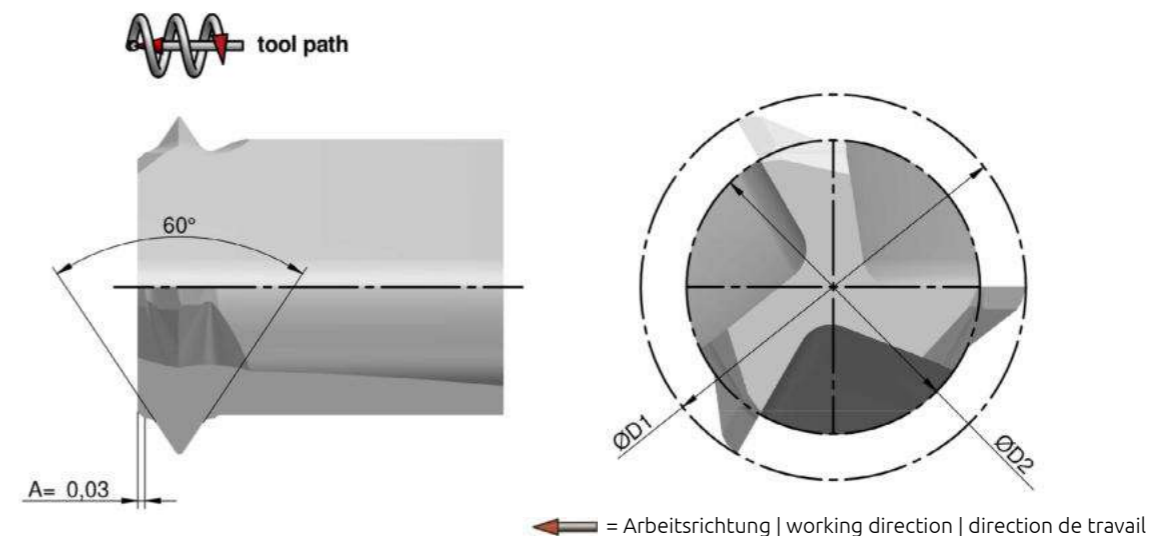 tool path
60°
A= 0,03
ØD1
ØD2
= Arbeitsrichtung | working direction | direction de travail